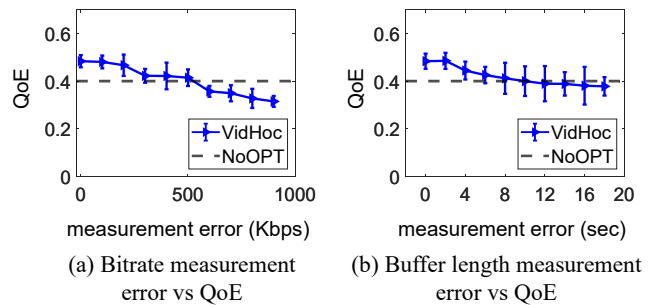 0.6
0.4
0.2
0
QoE
VidHoc
NoOPT
0 500 1000
measurement error (Kbps)
(a) Bitrate measurement
error vs QoE
0.6
0.4
0.2
0
QoE
VidHoc
NoOPT
0 4 8 12 16 20
measurement error (sec)
(b) Buffer length measurement
error vs QoE